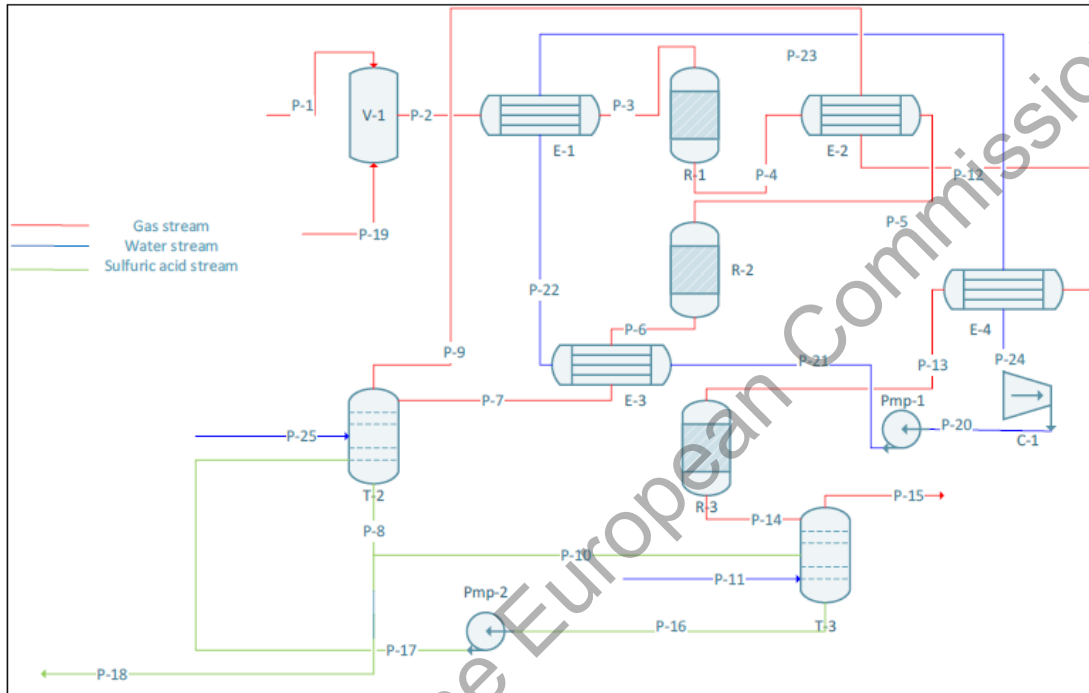 P-23
P-1
V-1
P-2
P-3
E-1
R-1
P-4
E-2
P-12
P-19
P-5
Gas stream
Water stream
Sulfuric acid stream
R-2
P-22
P-6
E-4
P-9
P-21
P-13
P-24
E-3
P-7
Pmp-1
P-20
C-1
P-25
T-2
R-3
P-15
P-14
P-8
P-10
P-11
Pmp-2
T-3
P-16
P-17
P-18
e European Commission